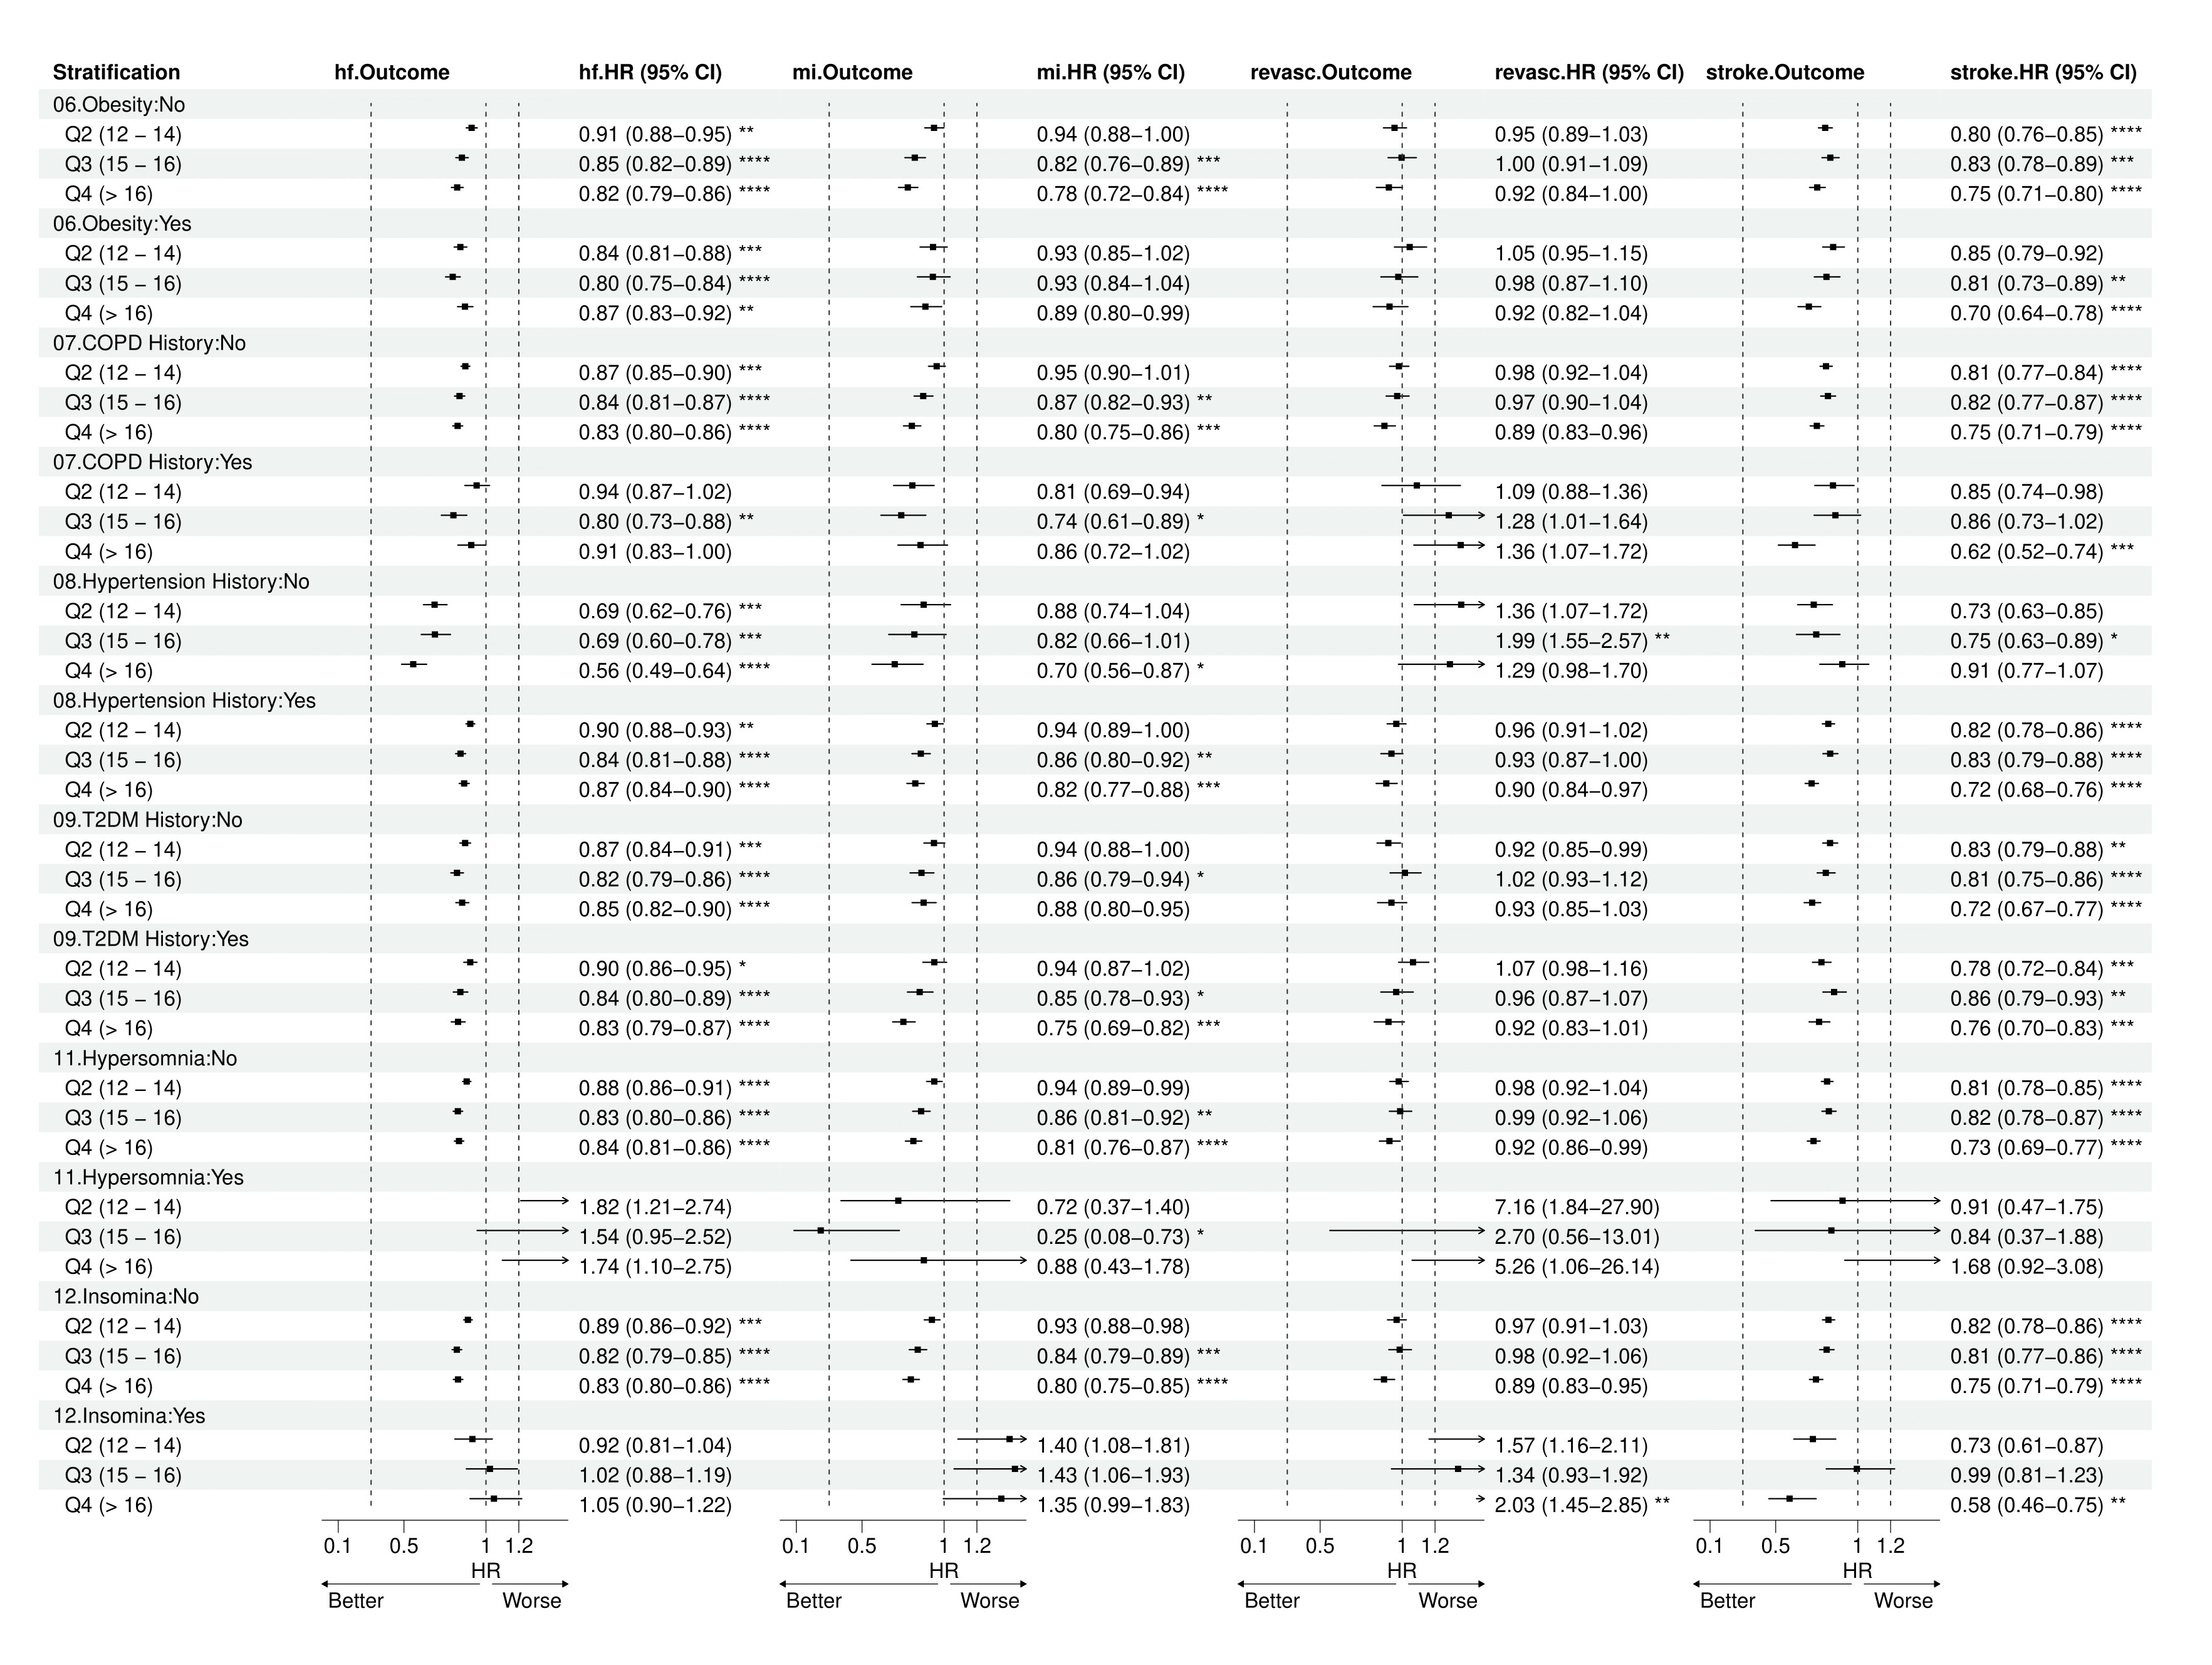 Stratification hf.Outcome hf.HR (95% CI) mi.Outcome mi.HR (95% CI) revasc.Outcome revasc.HR (95% CI) stroke.Outcome stroke.HR (95% CI)
06.Obesity:No
Q2 (12 – 14) 0.91 (0.88–0.95) ** 0.94 (0.88–1.00) 0.95 (0.89–1.03) 0.80 (0.76–0.85) ****
Q3 (15 – 16) 0.85 (0.82–0.89) **** 0.82 (0.76–0.89) *** 1.00 (0.91–1.09) 0.83 (0.78–0.89) ***
Q4 (> 16) 0.82 (0.79–0.86) **** 0.78 (0.72–0.84) **** 0.92 (0.84–1.00) 0.75 (0.71–0.80) ****
06.Obesity:Yes
Q2 (12 – 14) 0.84 (0.81–0.88) *** 0.93 (0.85–1.02) 1.05 (0.95–1.15) 0.85 (0.79–0.92)
Q3 (15 – 16) 0.80 (0.75–0.84) **** 0.93 (0.84–1.04) 0.98 (0.87–1.10) 0.81 (0.73–0.89) **
Q4 (> 16) 0.87 (0.83–0.92) ** 0.89 (0.80–0.99) 0.92 (0.82–1.04) 0.70 (0.64–0.78) ****
07.COPD History:No
Q2 (12 – 14) 0.87 (0.85–0.90) *** 0.95 (0.90–1.01) 0.98 (0.92–1.04) 0.81 (0.77–0.84) ****
Q3 (15 – 16) 0.84 (0.81–0.87) **** 0.87 (0.82–0.93) ** 0.97 (0.90–1.04) 0.82 (0.77–0.87) ****
Q4 (> 16) 0.83 (0.80–0.86) **** 0.80 (0.75–0.86) *** 0.89 (0.83–0.96) 0.75 (0.71–0.79) ****
07.COPD History:Yes
Q2 (12 – 14) 0.94 (0.87–1.02) 0.81 (0.69–0.94) 1.09 (0.88–1.36) 0.85 (0.74–0.98)
Q3 (15 – 16) 0.80 (0.73–0.88) ** 0.74 (0.61–0.89) * 1.28 (1.01–1.64) 0.86 (0.73–1.02)
Q4 (> 16) 0.91 (0.83–1.00) 0.86 (0.72–1.02) 1.36 (1.07–1.72) 0.62 (0.52–0.74) ***
08.Hypertension History:No
Q2 (12 – 14) 0.69 (0.62–0.76) *** 0.88 (0.74–1.04) 1.36 (1.07–1.72) 0.73 (0.63–0.85)
Q3 (15 – 16) 0.69 (0.60–0.78) *** 0.82 (0.66–1.01) 1.99 (1.55–2.57) ** 0.75 (0.63–0.89) *
Q4 (> 16) 0.56 (0.49–0.64) **** 0.70 (0.56–0.87) * 1.29 (0.98–1.70) 0.91 (0.77–1.07)
08.Hypertension History:Yes
Q2 (12 – 14) 0.90 (0.88–0.93) ** 0.94 (0.89–1.00) 0.96 (0.91–1.02) 0.82 (0.78–0.86) ****
Q3 (15 – 16) 0.84 (0.81–0.88) **** 0.86 (0.80–0.92) ** 0.93 (0.87–1.00) 0.83 (0.79–0.88) ****
Q4 (> 16) 0.87 (0.84–0.90) **** 0.82 (0.77–0.88) *** 0.90 (0.84–0.97) 0.72 (0.68–0.76) ****
09.T2DM History:No
Q2 (12 – 14) 0.87 (0.84–0.91) *** 0.94 (0.88–1.00) 0.92 (0.85–0.99) 0.83 (0.79–0.88) **
Q3 (15 – 16) 0.82 (0.79–0.86) **** 0.86 (0.79–0.94) * 1.02 (0.93–1.12) 0.81 (0.75–0.86) ****
Q4 (> 16) 0.85 (0.82–0.90) **** 0.88 (0.80–0.95) 0.93 (0.85–1.03) 0.72 (0.67–0.77) ****
09.T2DM History:Yes
Q2 (12 – 14) 0.90 (0.86–0.95) * 0.94 (0.87–1.02) 1.07 (0.98–1.16) 0.78 (0.72–0.84) ***
Q3 (15 – 16) 0.84 (0.80–0.89) **** 0.85 (0.78–0.93) * 0.96 (0.87–1.07) 0.86 (0.79–0.93) **
Q4 (> 16) 0.83 (0.79–0.87) **** 0.75 (0.69–0.82) *** 0.92 (0.83–1.01) 0.76 (0.70–0.83) ***
11.Hypersomnia:No
Q2 (12 – 14) 0.88 (0.86–0.91) **** 0.94 (0.89–0.99) 0.98 (0.92–1.04) 0.81 (0.78–0.85) ****
Q3 (15 – 16) 0.83 (0.80–0.86) **** 0.86 (0.81–0.92) ** 0.99 (0.92–1.06) 0.82 (0.78–0.87) ****
Q4 (> 16) 0.84 (0.81–0.86) **** 0.81 (0.76–0.87) **** 0.92 (0.86–0.99) 0.73 (0.69–0.77) ****
11.Hypersomnia:Yes
Q2 (12 – 14) 1.82 (1.21–2.74) 0.72 (0.37–1.40) 7.16 (1.84–27.90) 0.91 (0.47–1.75)
Q3 (15 – 16) 1.54 (0.95–2.52) 0.25 (0.08–0.73) * 2.70 (0.56–13.01) 0.84 (0.37–1.88)
Q4 (> 16) 1.74 (1.10–2.75) 0.88 (0.43–1.78) 5.26 (1.06–26.14) 1.68 (0.92–3.08)
12.Insomina:No
Q2 (12 – 14) 0.89 (0.86–0.92) *** 0.93 (0.88–0.98) 0.97 (0.91–1.03) 0.82 (0.78–0.86) ****
Q3 (15 – 16) 0.82 (0.79–0.85) **** 0.84 (0.79–0.89) *** 0.98 (0.92–1.06) 0.81 (0.77–0.86) ****
Q4 (> 16) 0.83 (0.80–0.86) **** 0.80 (0.75–0.85) **** 0.89 (0.83–0.95) 0.75 (0.71–0.79) ****
12.Insomina:Yes
Q2 (12 – 14) 0.92 (0.81–1.04) 1.40 (1.08–1.81) 1.57 (1.16–2.11) 0.73 (0.61–0.87)
Q3 (15 – 16) 1.02 (0.88–1.19) 1.43 (1.06–1.93) 1.34 (0.93–1.92) 0.99 (0.81–1.23)
Q4 (> 16) 1.05 (0.90–1.22) 1.35 (0.99–1.83) 2.03 (1.45–2.85) ** 0.58 (0.46–0.75) **
0.1 0.5 1 1.2 0.1 0.5 1 1.2 0.1 0.5 1 1.2 0.1 0.5 1 1.2
HR HR HR HR
Better Worse Better Worse Better Worse Better Worse